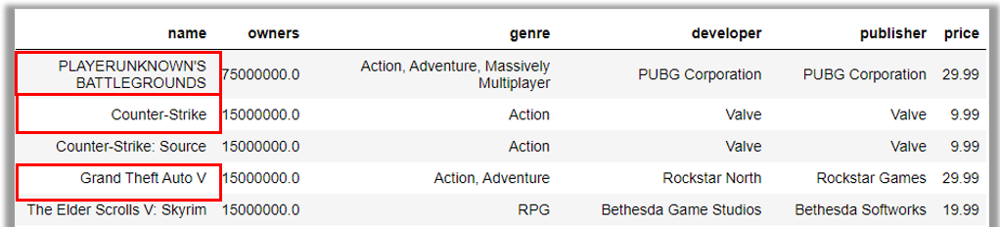 name owners genre developer publisher price
PLAYERUNKNOWN'S
BATTLEGROUNDS 75000000.0 Action, Adventure, Massively
Multiplayer PUBG Corporation PUBG Corporation 29.99
Counter-Strike 15000000.0 Action Valve Valve 9.99
Counter-Strike: Source 15000000.0 Action Valve Valve 9.99
Grand Theft Auto V 15000000.0 Action, Adventure Rockstar North Rockstar Games 29.99
The Elder Scrolls V: Skyrim 15000000.0 RPG Bethesda Game Studios Bethesda Softworks 19.99